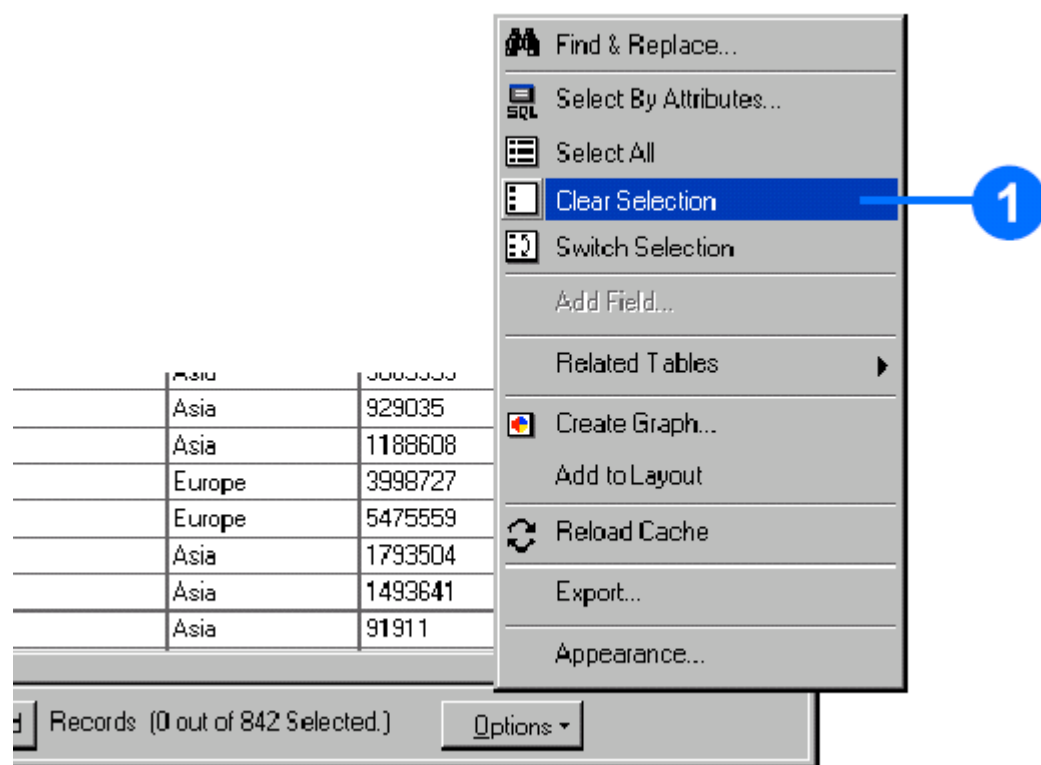 Find & Replace...
SQL Select By Attributes...
Select All
Clear Selection
1
Switch Selection
Add Field...
Related Tables
Create Graph...
Add to Layout
Reload Cache
Export...
Appearance...
Asia
Asia 929035
Asia 1188608
Europe 3998727
Europe 5475559
Asia 1793504
Asia 1493641
Asia 91911
Records (0 out of 842 Selected.) Options